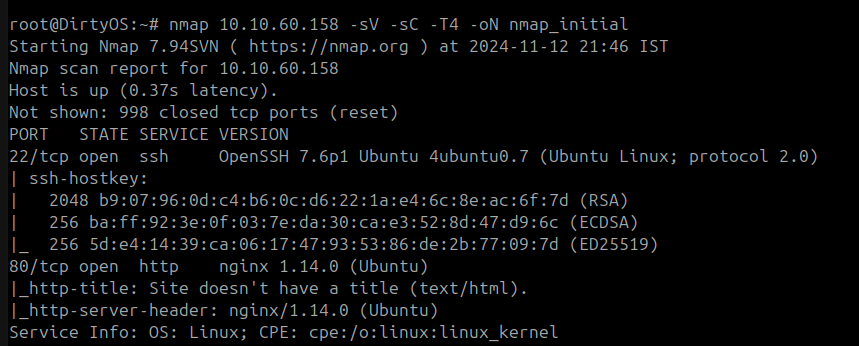 root@DirtyOS:~# nmap 10.10.60.158 -sV -sC -T4 -oN nmap_initial
Starting Nmap 7.94SVN ( https://nmap.org ) at 2024-11-12 21:46 IST
Nmap scan report for 10.10.60.158
Host is up (0.37s latency).
Not shown: 998 closed tcp ports (reset)
PORT   STATE SERVICE VERSION
22/tcp open  ssh     OpenSSH 7.6p1 Ubuntu 4ubuntu0.7 (Ubuntu Linux; protocol 2.0)
| ssh-hostkey:
|   2048 b9:07:96:0d:c4:b6:0c:d6:22:1a:e4:6c:8e:ac:6f:7d (RSA)
|   256 ba:ff:92:3e:0f:03:7e:da:30:ca:e3:52:8d:47:d9:6c (ECDSA)
|_  256 5d:e4:14:39:ca:06:17:47:93:53:86:de:2b:77:09:7d (ED25519)
80/tcp open  http    nginx 1.14.0 (Ubuntu)
|_http-title: Site doesn't have a title (text/html).
|_http-server-header: nginx/1.14.0 (Ubuntu)
Service Info: OS: Linux; CPE: cpe:/o:linux:linux_kernel